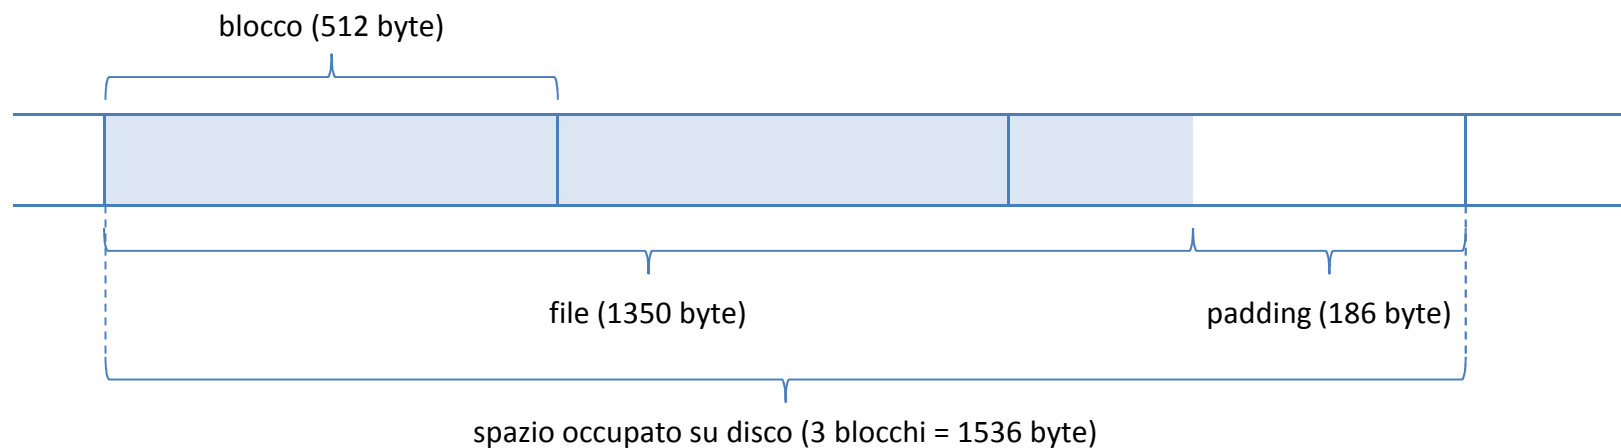 blocco (512 byte)
file (1350 byte)
padding (186 byte)
spazio occupato su disco (3 blocchi = 1536 byte)